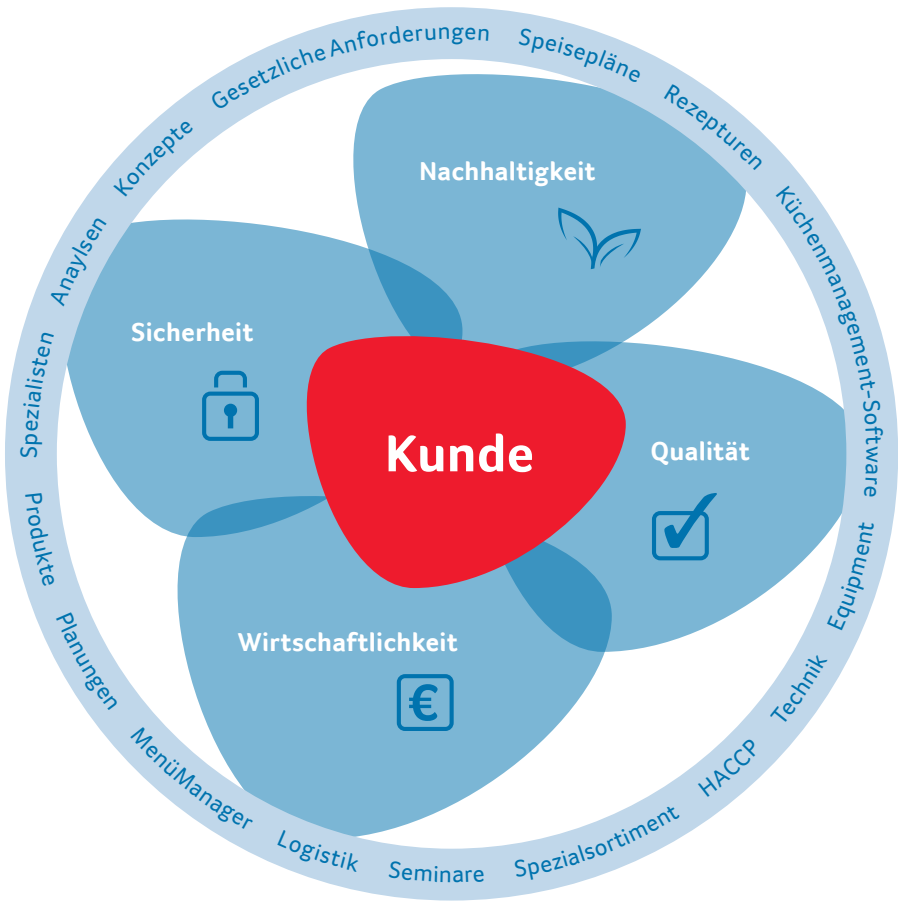 Gesetzliche Anforderungen
Speisepläne
Rezepturen
Küchenmanagement-Software
Equipment
Technik
HACCP
Spezialsortiment
Seminare
Logistik
MenüManager
Planungen
Produkte
Spezialisten
Anaylsen
Konzepte
Nachhaltigkeit
Sicherheit
Kunde
Qualität
Wirtschaftlichkeit
€